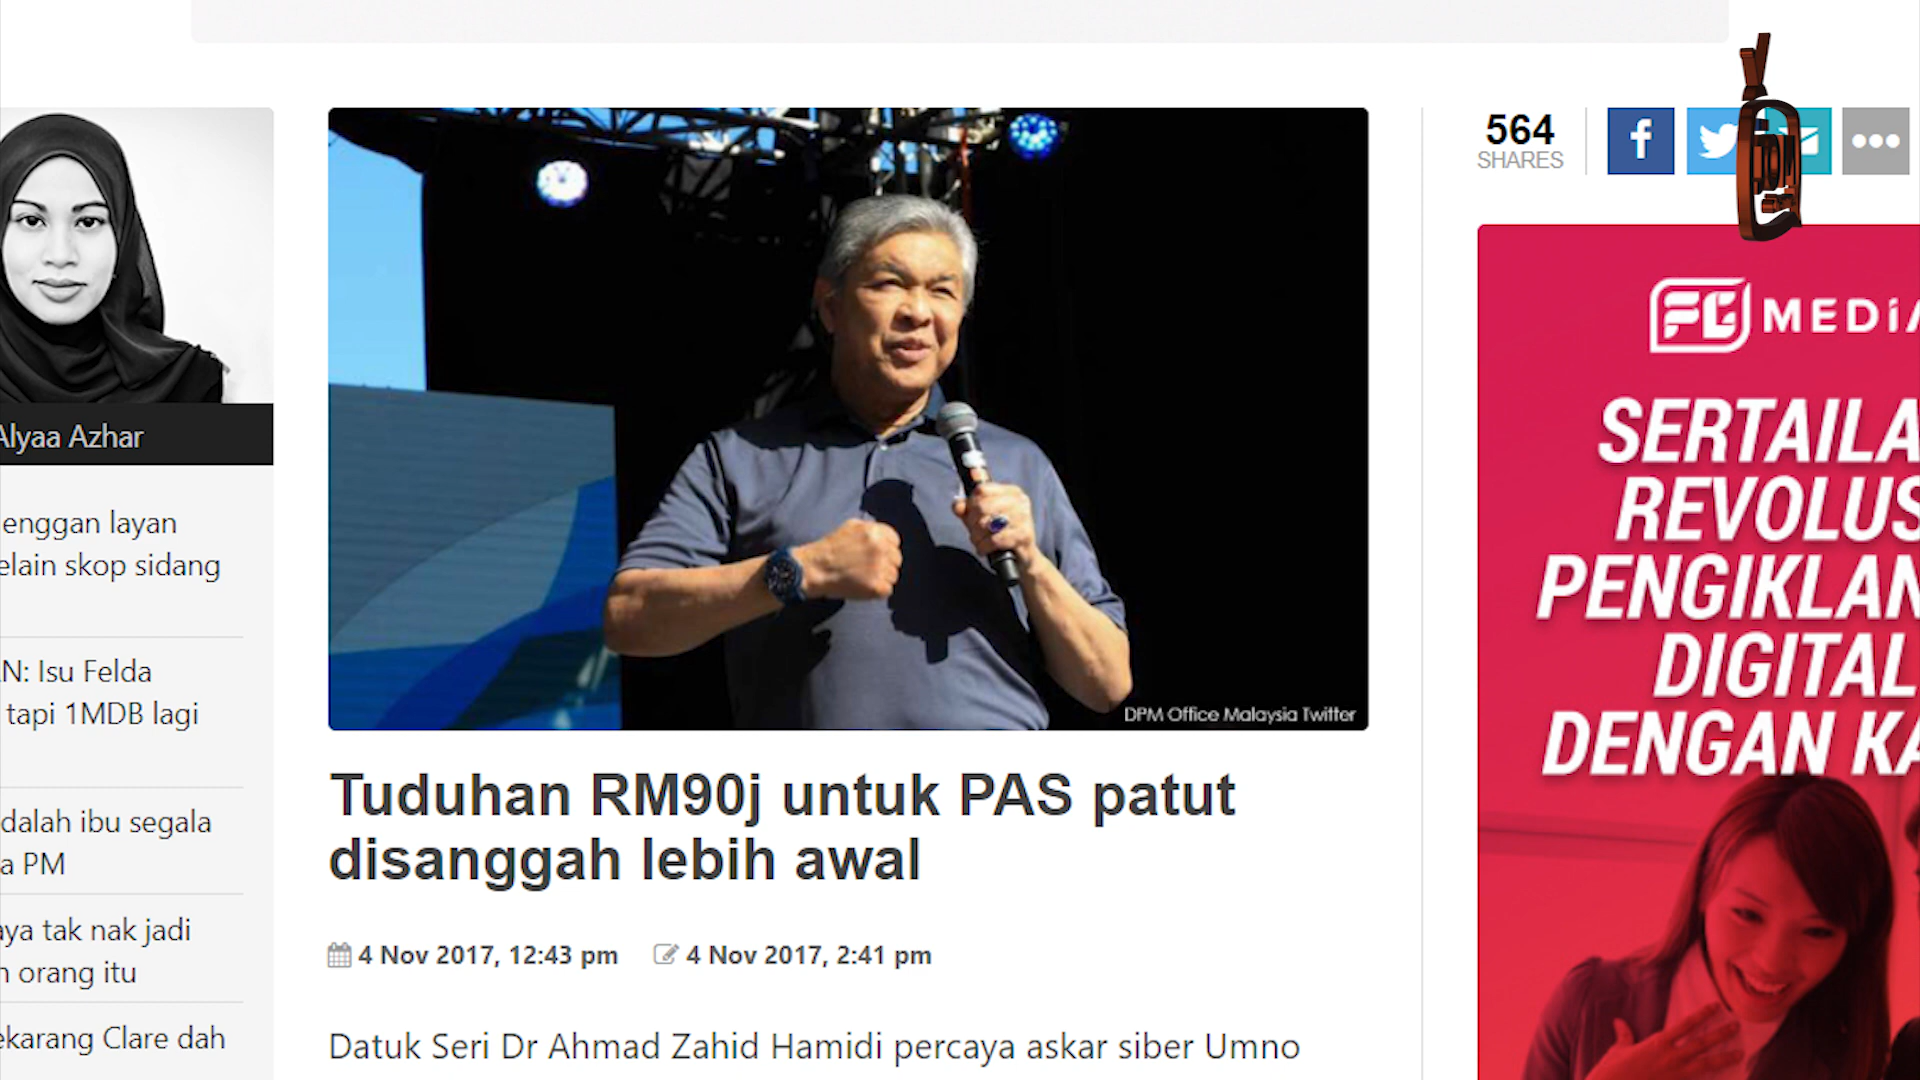 Alyaa Azhar
enggan layan
elain skop sidang
N: Isu Felda
tapi 1MDB lagi
dalah ibu segala
a PM
aya tak nak jadi
n orang itu
ekarang Clare dah
DPM Office Malaysia Twitter
Tuduhan RM90j untuk PAS patut
disanggah lebih awal
4 Nov 2017, 12:43 pm
4 Nov 2017, 2:41 pm
Datuk Seri Dr Ahmad Zahid Hamidi percaya askar siber Umno
564
SHARES
FG MEDIA
SERTAILA
REVOLUS
PENGIKLAN
DIGITAL
DENGAN KA